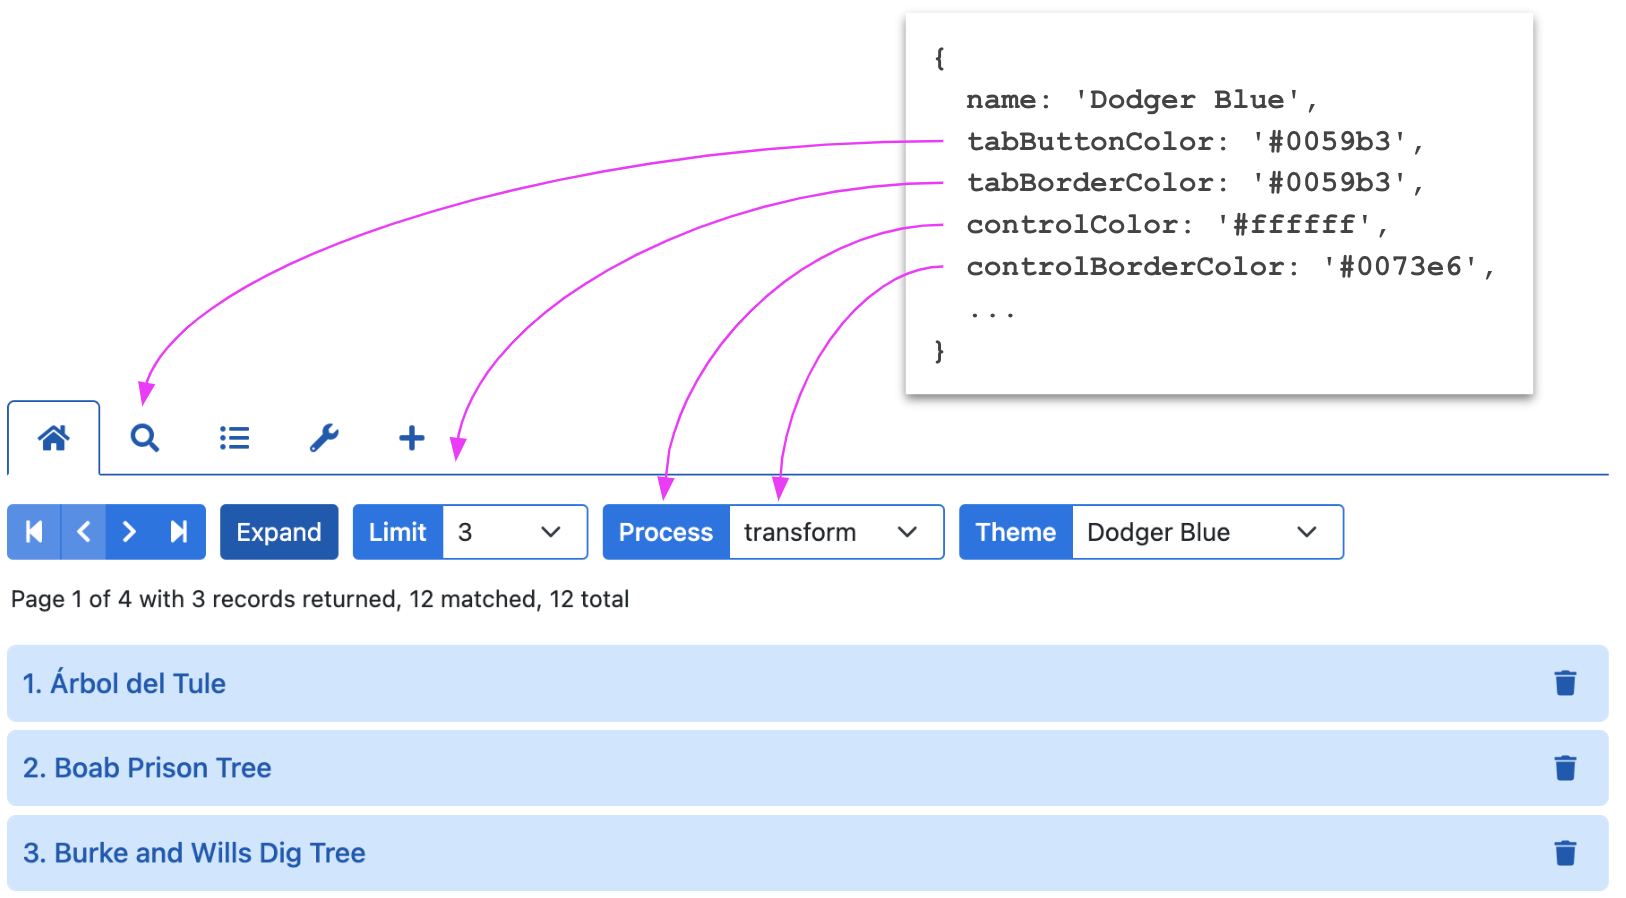 {
name: 'Dodger Blue',
tabButtonColor: '#0059b3',
tabBorderColor: '#0059b3',
controlColor: '#ffffff',
controlBorderColor: '#0073e6',
...
}
Expand Limit 3 Process transform Theme Dodger Blue
Page 1 of 4 with 3 records returned, 12 matched, 12 total
1. Árbol del Tule
2. Boab Prison Tree
3. Burke and Wills Dig Tree